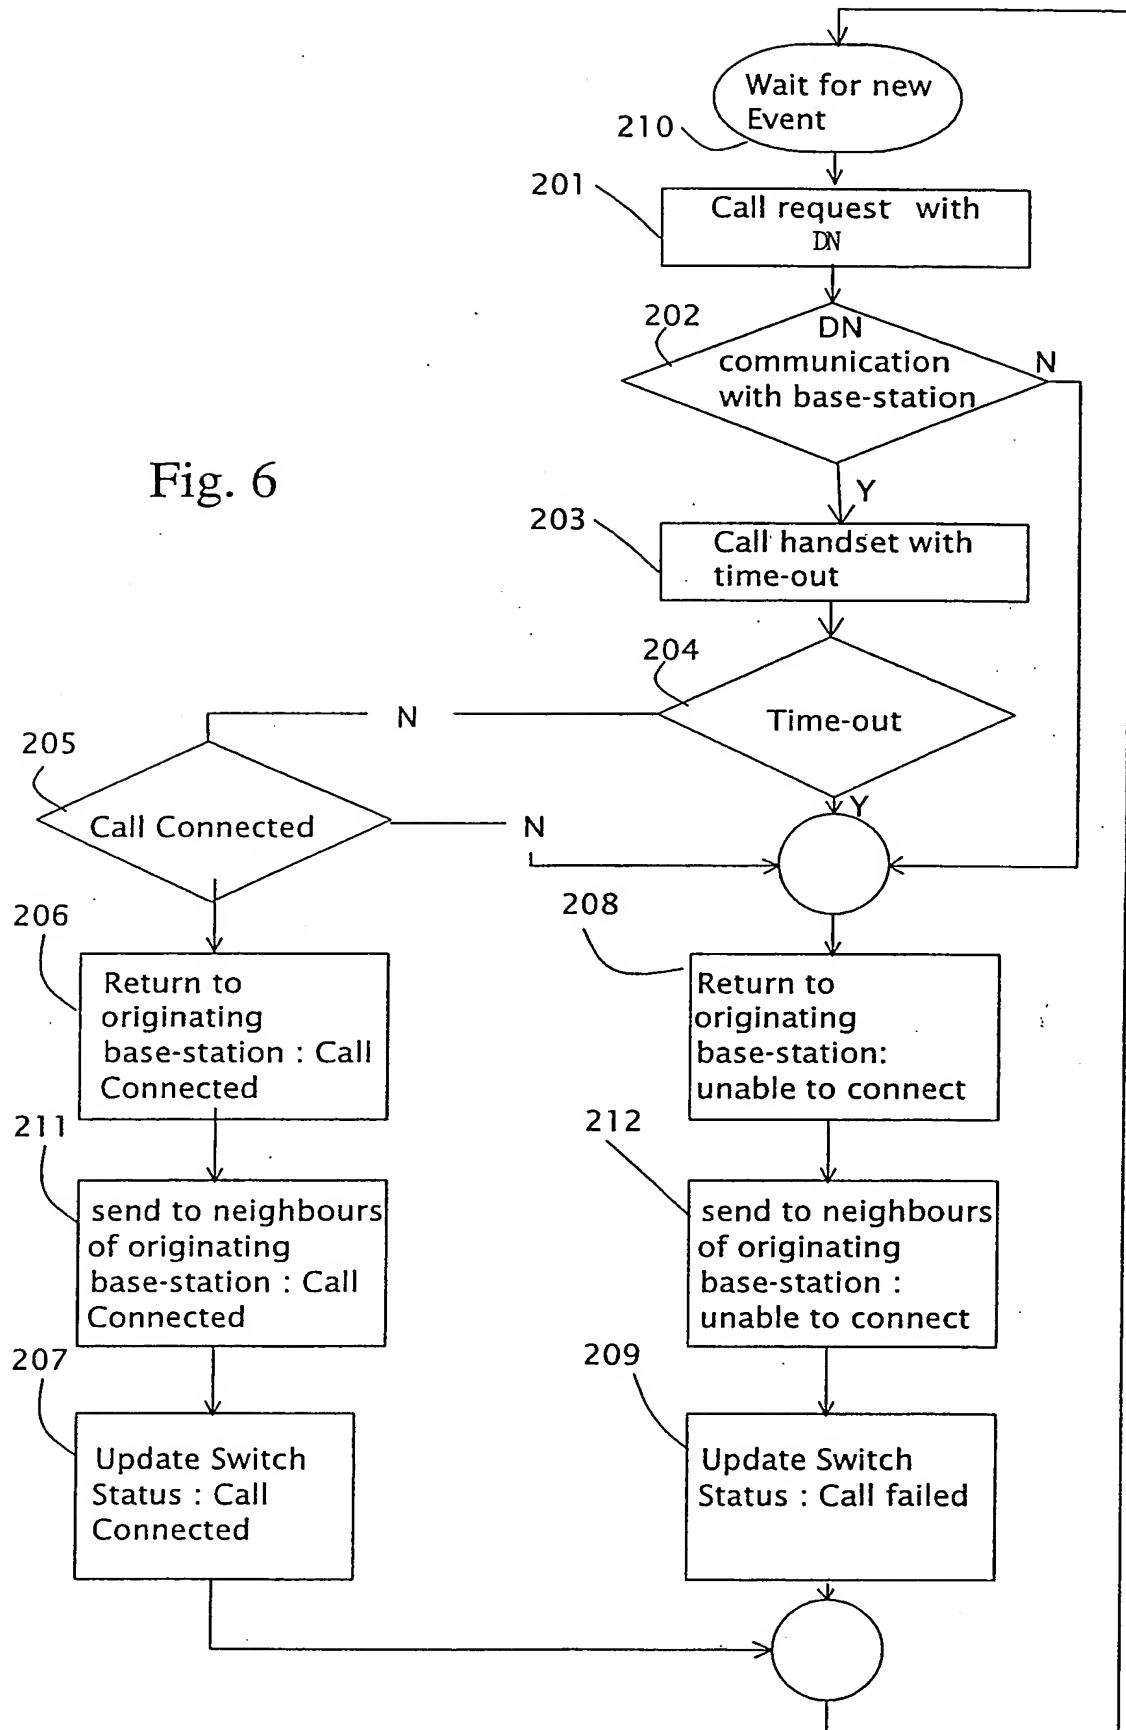 Wait for new
Event
210
201
Call request with
DN
202
DN
communication
with base-station
N
Fig. 6
Y
203
Call handset with
time-out
204
Time-out
N
205
Call Connected
N
Y
206
Return to
originating
base-station : Call
Connected
208
Return to
originating
base-station:
unable to connect
211
send to neighbours
of originating
base-station : Call
Connected
212
send to neighbours
of originating
base-station :
unable to connect
207
Update Switch
Status : Call
Connected
209
Update Switch
Status : Call failed